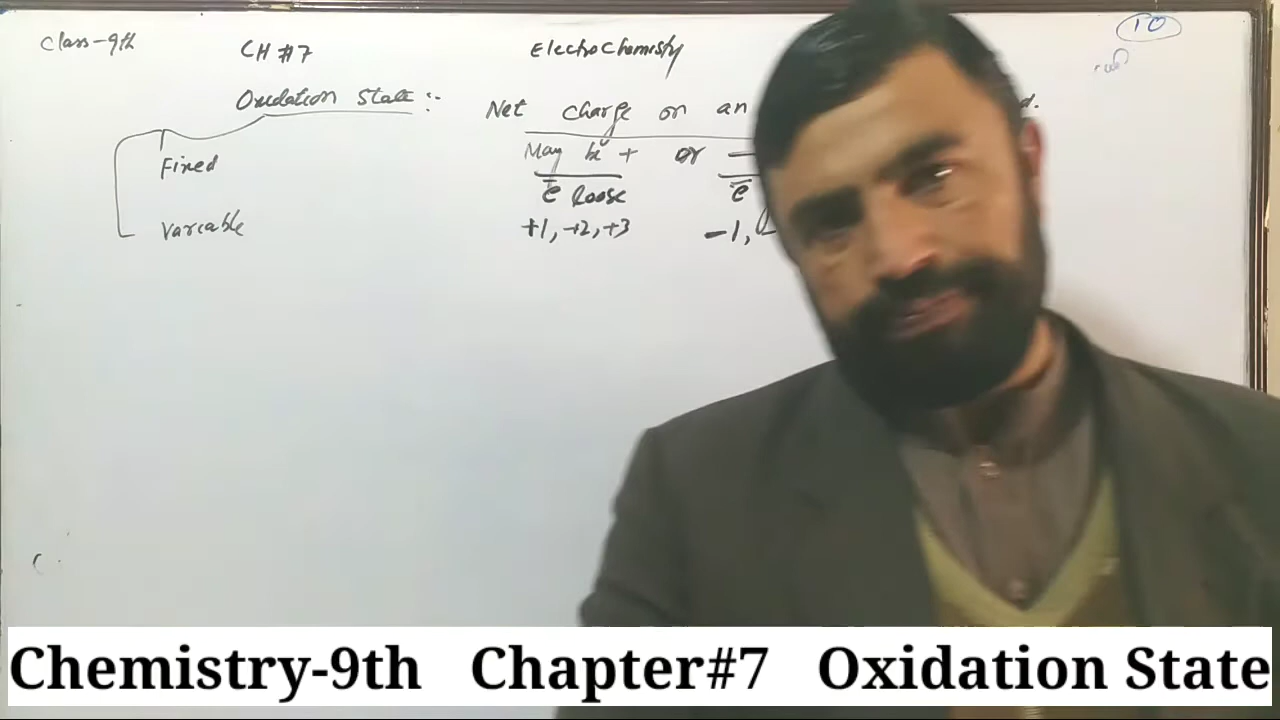 Class-9th CH#7 ElectroChemistry 10
Oxidation State :- Net charge on an d.
Fixed May be + or —
ē Loose ē
Variable +1, +2, +3 -1,
Chemistry-9th Chapter#7 Oxidation State